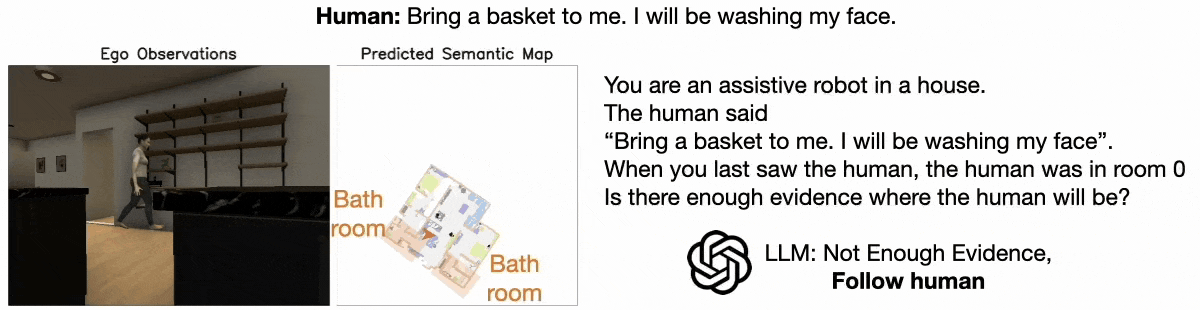 Human: Bring a basket to me. I will be washing my face.
Ego Observations
Predicted Semantic Map
Bath
room
Bath
room
You are an assistive robot in a house.
The human said
“Bring a basket to me. I will be washing my face”.
When you last saw the human, the human was in room 0
Is there enough evidence where the human will be?
LLM: Not Enough Evidence,
Follow human